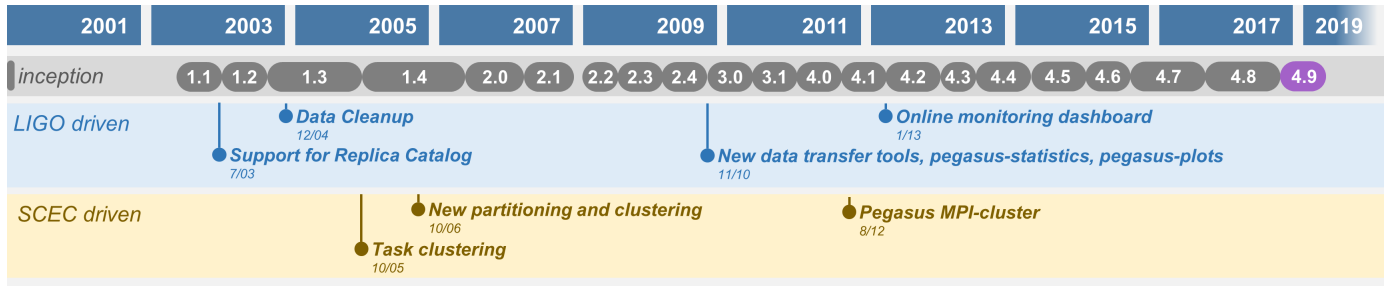 2001 2003 2005 2007 2009 2011 2013 2015 2017 2019
inception 1.1 1.2 1.3 1.4 2.0 2.1 2.2 2.3 2.4 3.0 3.1 4.0 4.1 4.2 4.3 4.4 4.5 4.6 4.7 4.8 4.9
LIGO driven
Data Cleanup
12/04
Online monitoring dashboard
1/13
Support for Replica Catalog
7/03
New data transfer tools, pegasus-statistics, pegasus-plots
11/10
SCEC driven
New partitioning and clustering
10/06
Pegasus MPI-cluster
8/12
Task clustering
10/05